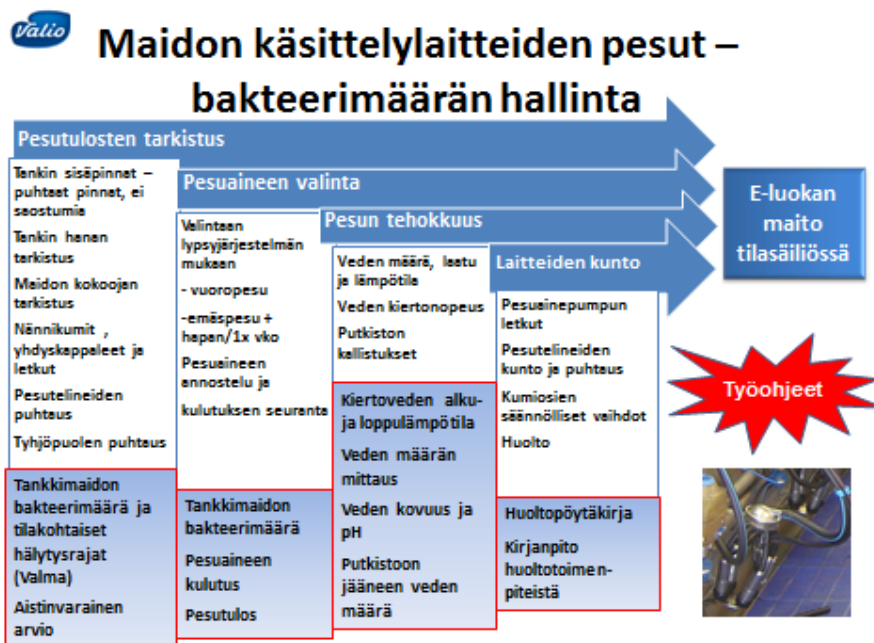 Valio
Maidon käsittelylaitteiden pesut –
bakteerimäärän hallinta
Pesutulosten tarkistus
Tankin sisäpinnat –
puhtaat pinnat, ei
saostumia
Tankin hanan
tarkistus
Maidon kokoojan
tarkistus
Nännikumit ,
yhdyskappaleet ja
letkut
Pesutelineiden
puhtaus
Tyhjöpuolen puhtaus
Tankkimaidon
bakteerimäärä ja
tilakohtaiset
hälytysrajat
(Valma)
Aistinvarainen
arvio
Pesuaineen valinta
Valintaan
lypsyjärjestelmän
mukaan
- vuoropesu
-emäspesu +
hapan/1x vko
Pesuaineen
annostelu ja
kulutuksen seuranta
Tankkimaidon
bakteerimäärä
Pesuaineen
kulutus
Pesutulos
Pesun tehokkuus
Veden määrä, laatu
ja lämpötila
Veden kiertonopeus
Putkiston
kallistukset
Kiertoveden alku-
ja loppulämpötila
Veden määrän
mittaus
Veden kovuus ja
pH
Putkistoon
jääneen veden
määrä
Laitteiden kunto
Pesuainepumpun
letkut
Pesutelineiden
kunto ja puhtaus
Kumiosien
säännölliset vaihdot
Huolto
Huoltopöytäkirja
Kirjanpito
huoltotoimen-
piteistä
E-luokan
maito
tilasäiliössä
Työohjeet